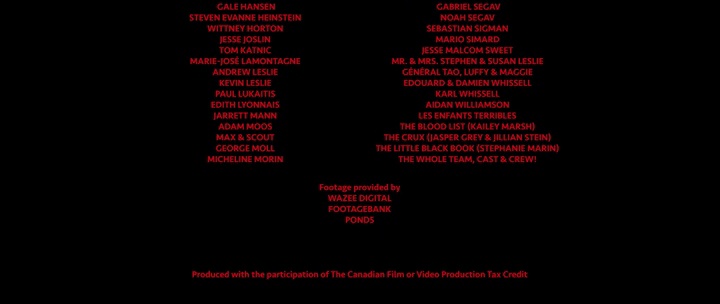 GALE HANSEN
STEVEN EVANNE HEINSTEIN
WITTNEY HORTON
JESSE JOSLIN
TOM KATNIC
MARIE-JOSÉ LAMONTAGNE
ANDREW LESLIE
KEVIN LESLIE
PAUL LUKAITIS
EDITH LYONNAIS
JARRETT MANN
ADAM MOOS
MAX & SCOUT
GEORGE MOLL
MICHELINE MORIN
GABRIEL SEGAV
NOAH SEGAV
SEBASTIAN SIGMAN
MARIO SIMARD
JESSE MALCOM SWEET
MR. & MRS. STEPHEN & SUSAN LESLIE
GÉNÉRAL TAO, LUFFY & MAGGIE
EDOUARD & DAMIEN WHISSELL
KARL WHISSELL
AIDAN WILLIAMSON
LES ENFANTS TERRIBLES
THE BLOOD LIST (KAILEY MARSH)
THE CRUX (JASPER GREY & JILLIAN STEIN)
THE LITTLE BLACK BOOK (STEPHANIE MARIN)
THE WHOLE TEAM, CAST & CREW!
Footage provided by
WAZEE DIGITAL
FOOTAGEBANK
POND5
Produced with the participation of The Canadian Film or Video Production Tax Credit